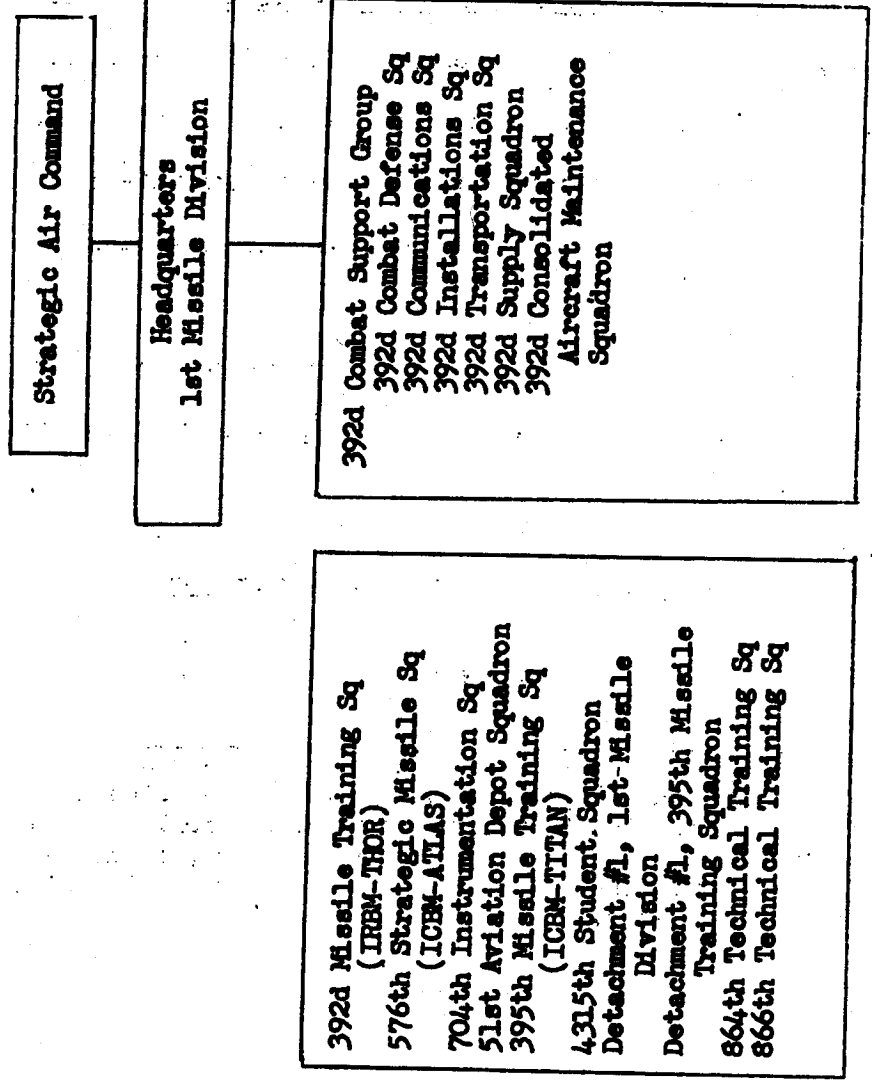 Strategic Air Command
Headquarters
1st Missile Division
392d Missile Training Sq
(IRBM-THOR)
576th Strategic Missile Sq
(ICBM-ATLAS)
704th Instrumentation Sq
51st Aviation Depot Squadron
395th Missile Training Sq
(ICBM-TITAN)
4315th Student Squadron
Detachment #1, 1st Missile
Division
Detachment #1, 395th Missile
Training Squadron
864th Technical Training Sq
866th Technical Training Sq
392d Combat Support Group
392d Combat Defense Sq
392d Communications Sq
392d Installations Sq
392d Transportation Sq
392d Supply Squadron
392d Consolidated
Aircraft Maintenance
Squadron